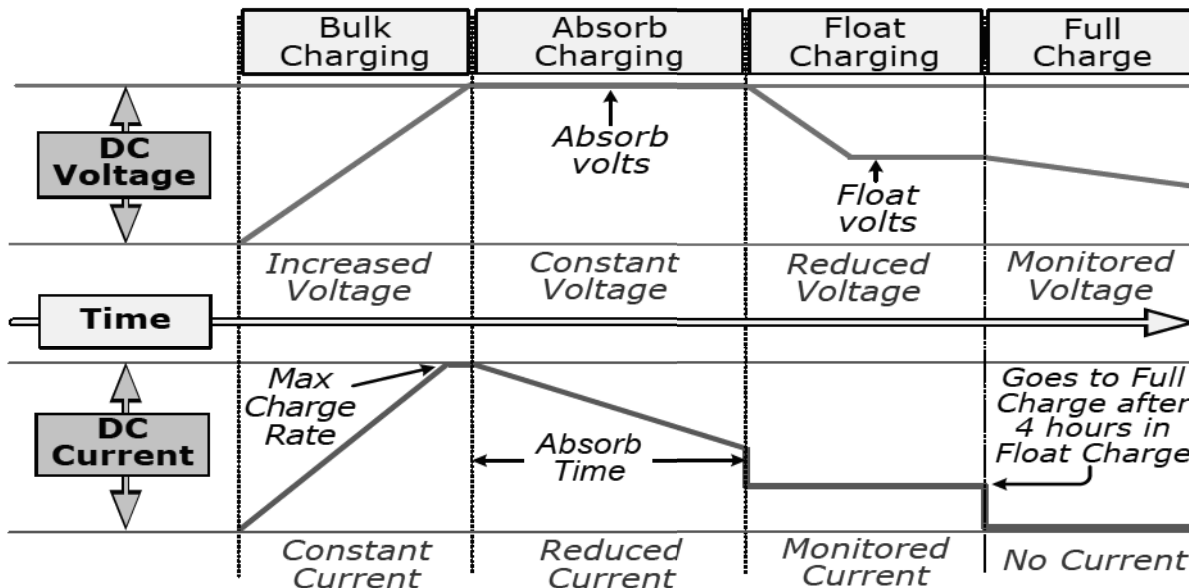 Bulk
Charging
Absorb
Charging
Float
Charging
Full
Charge
DC
Voltage
Absorb
volts
Float
volts
Increased
Voltage
Constant
Voltage
Reduced
Voltage
Monitored
Voltage
Time
DC
Current
Max
Charge
Rate
Absorb
Time
Goes to Full
Charge after
4 hours in
Float Charge
Constant
Current
Reduced
Current
Monitored
Current
No Current